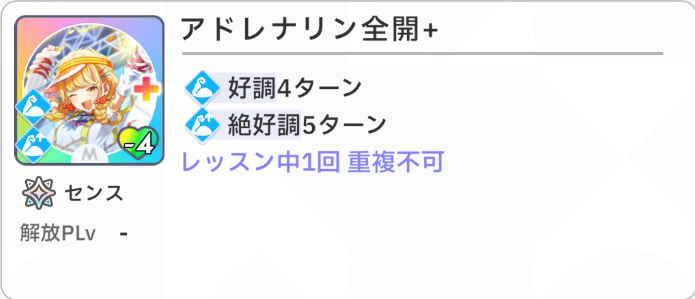 アドレナリン全開+
好調4ターン
絶好調5ターン
レッスン中1回 重複不可
-4
M
センス
解放PLv -